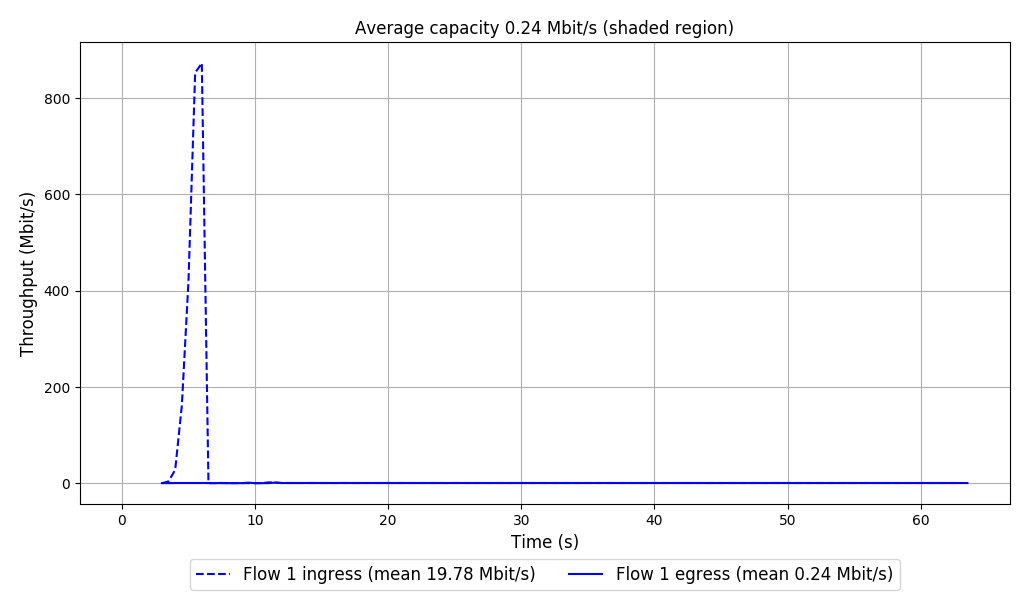 Average capacity 0.24 Mbit/s (shaded region)
Throughput (Mbit/s)
800
600
400
200
0
0 10 20 30 40 50 60
Time (s)
Flow 1 ingress (mean 19.78 Mbit/s) Flow 1 egress (mean 0.24 Mbit/s)